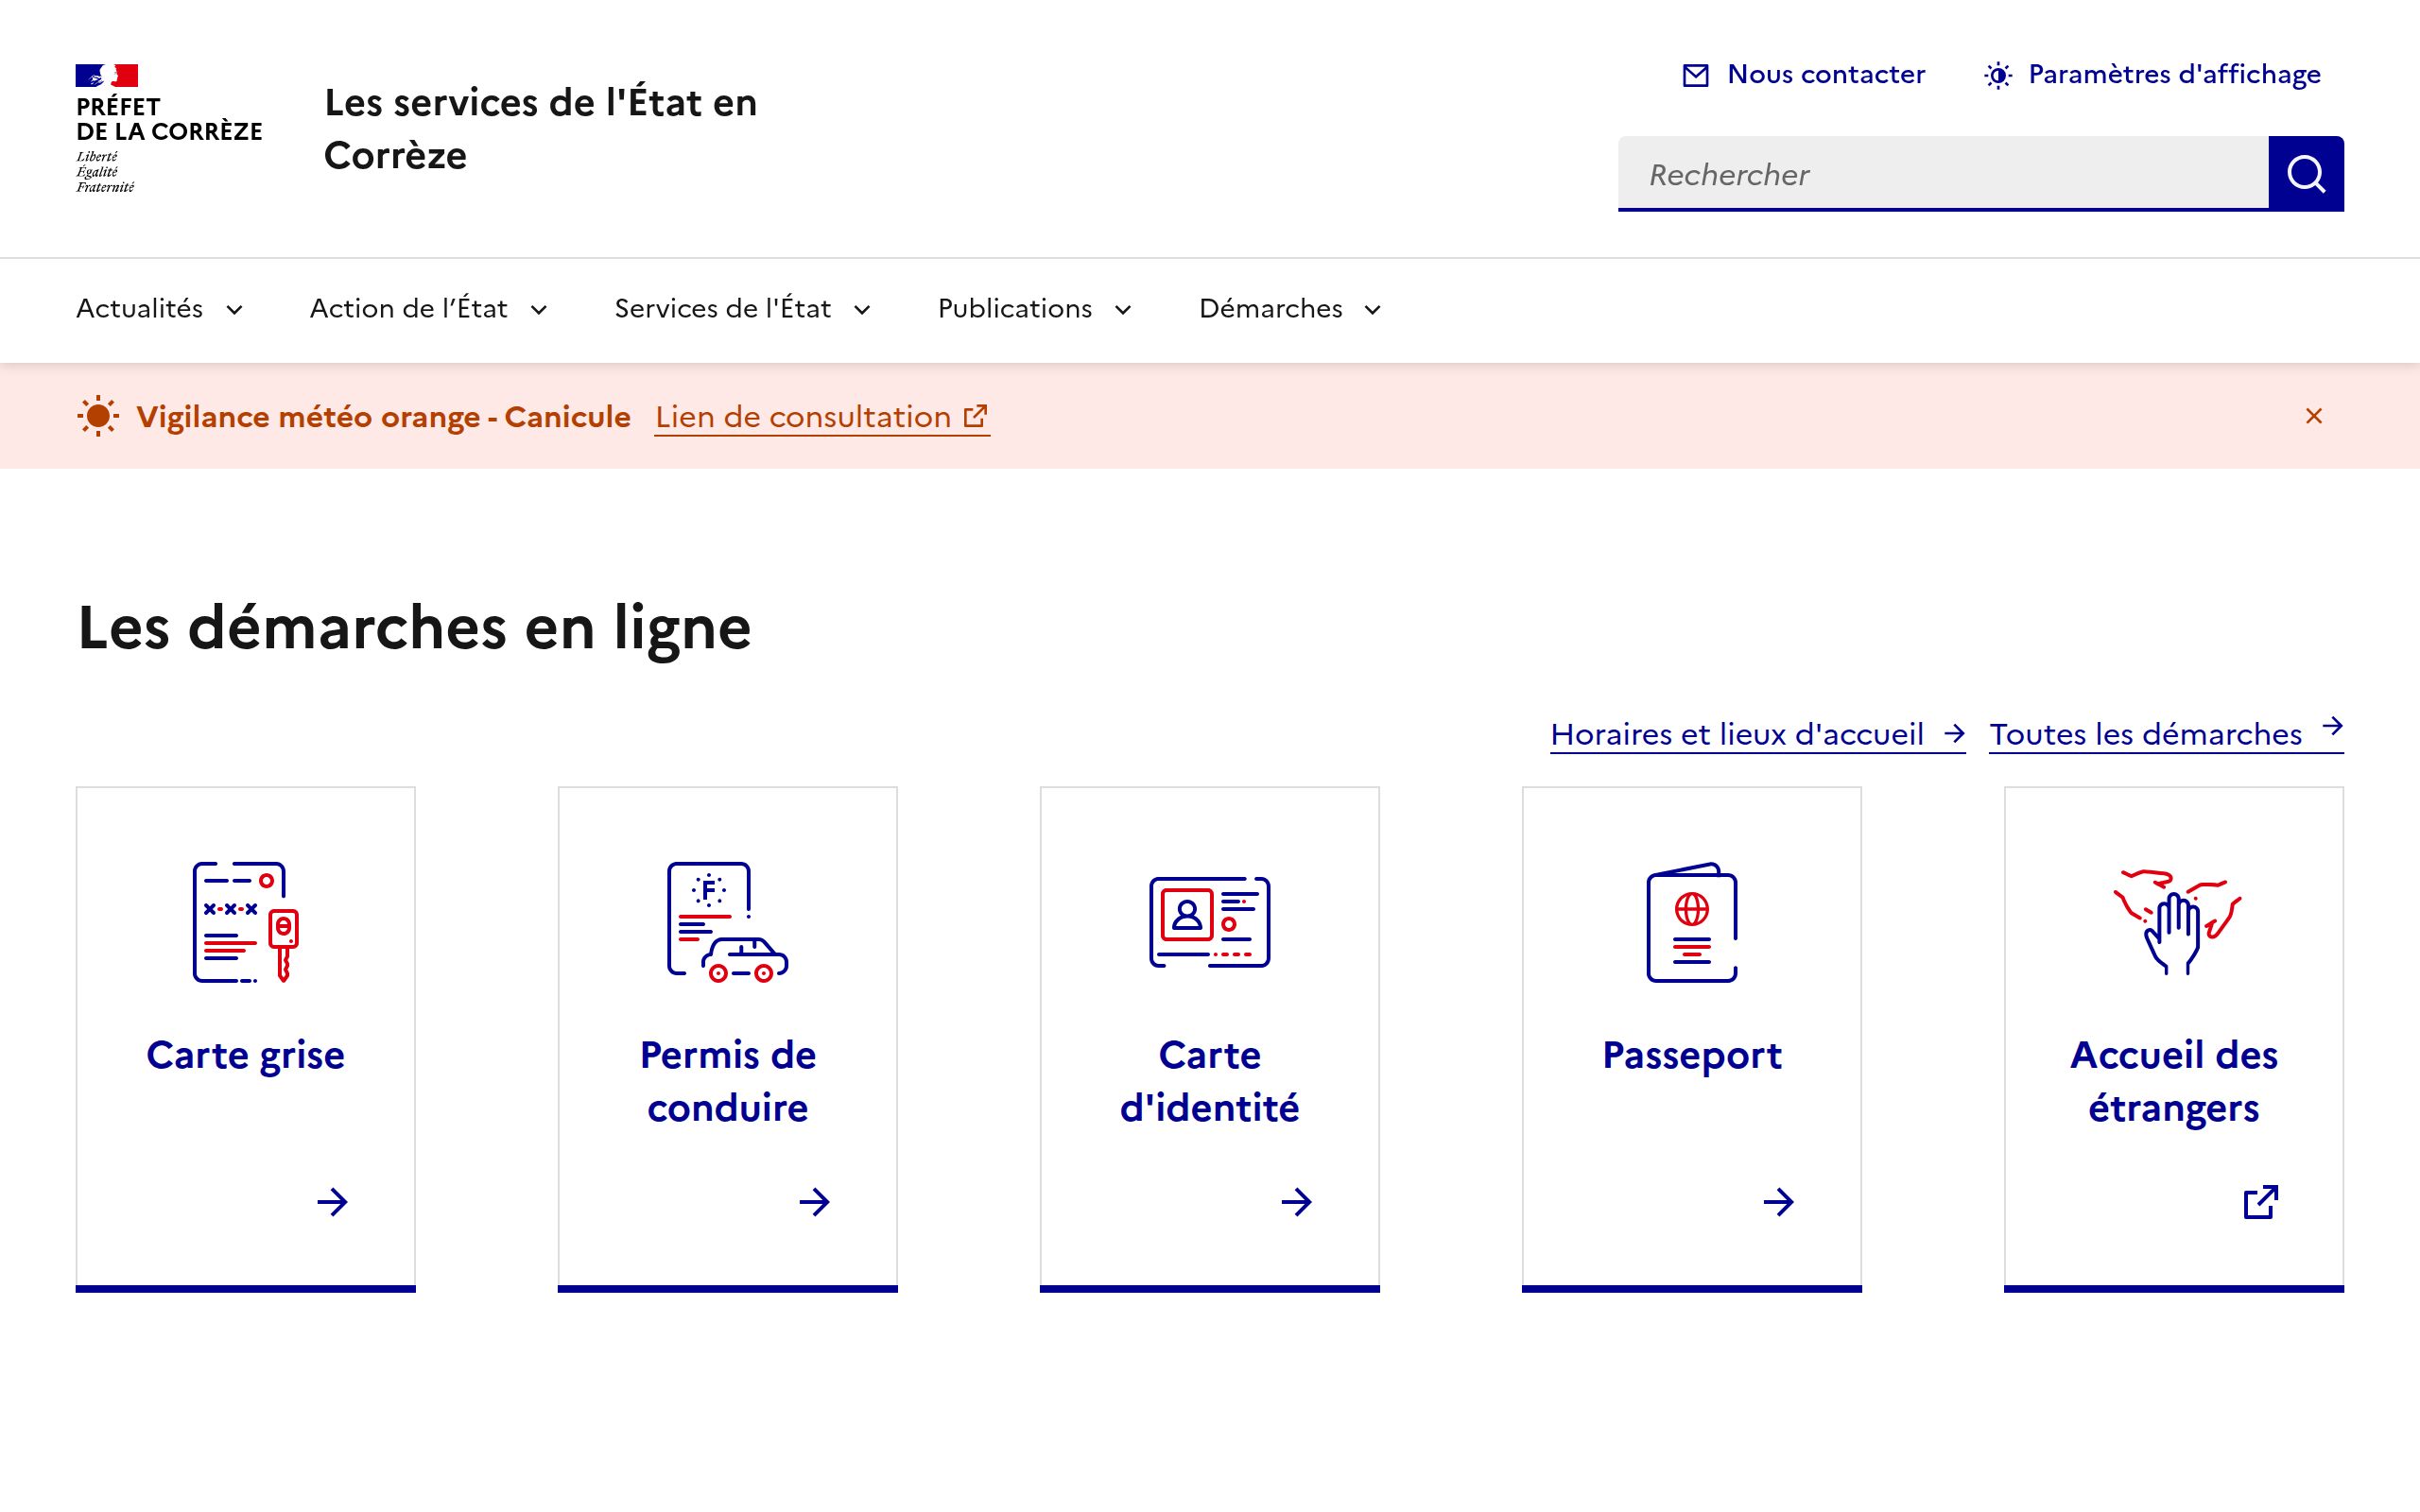 PRÉFET
DE LA CORRÈZE
Liberté
Égalité
Fraternité
Les services de l'État en
Corrèze
Nous contacter
Paramètres d'affichage
Rechercher
Actualités
Action de l’État
Services de l'État
Publications
Démarches
Vigilance météo orange - Canicule
Lien de consultation
Les démarches en ligne
Horaires et lieux d'accueil
Toutes les démarches
Carte grise
F
Permis de
conduire
Carte
d'identité
Passeport
Accueil des
étrangers